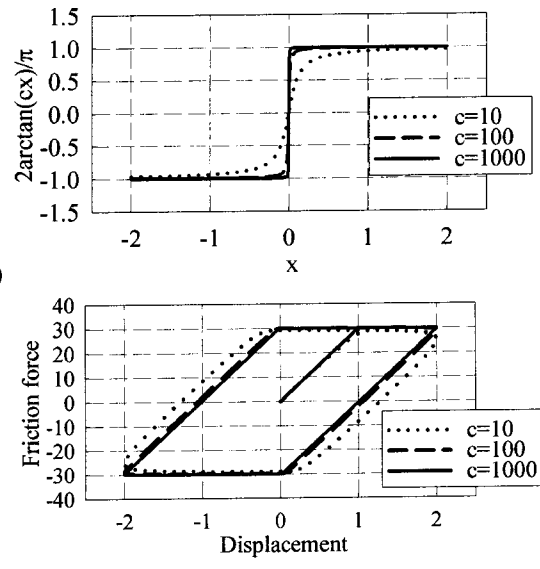 2arctan(cx)/π
1.5
1.0
0.5
0.0
-0.5
-1.0
-1.5
c=10
c=100
c=1000
-2 -1 0 1 2
x
)
Friction force
40
30
20
10
0
-10
-20
-30
-40
c=10
c=100
c=1000
-2 -1 0 1 2
Displacement